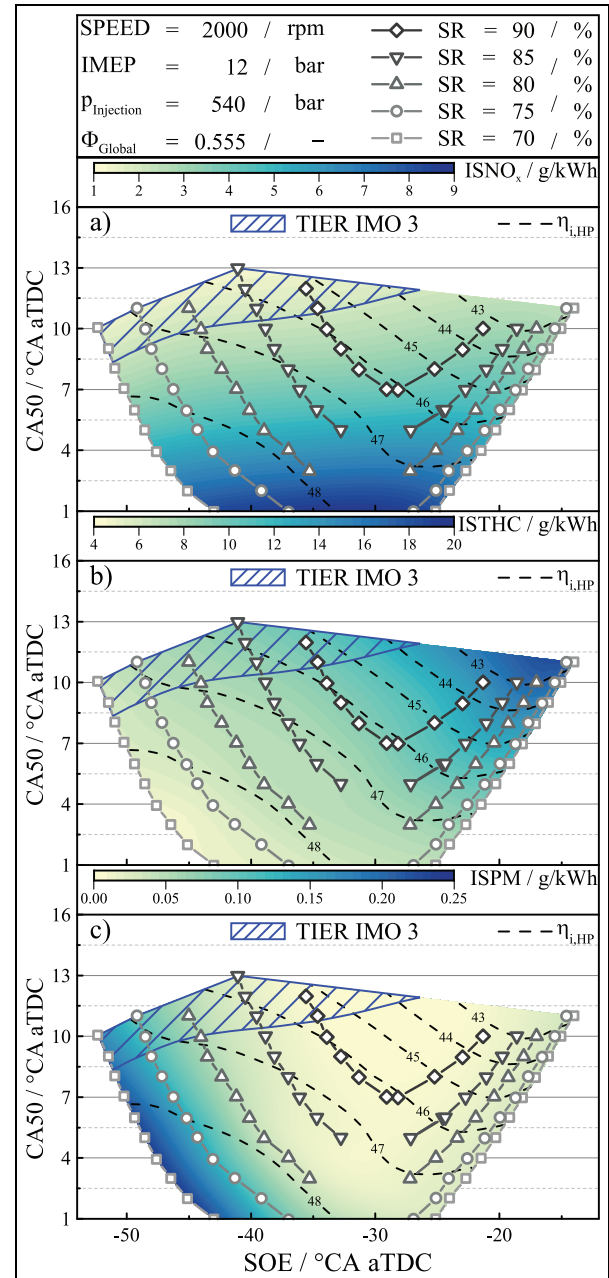 SPEED = 2000 / rpm
IMEP = 12 / bar
pInjection = 540 / bar
ΦGlobal = 0.555 / –
SR = 90 / %
SR = 85 / %
SR = 80 / %
SR = 75 / %
SR = 70 / %
ISNOx / g/kWh
1 2 3 4 5 6 7 8 9
a) TIER IMO 3 ηi,HP
16
13
10
7
4
1
CA50 / °CA aTDC
43
44
45
46
47
48
ISTHC / g/kWh
4 6 8 10 12 14 16 18 20
b) TIER IMO 3 ηi,HP
16
13
10
7
4
1
CA50 / °CA aTDC
43
44
45
46
47
48
ISPM / g/kWh
0.00 0.05 0.10 0.15 0.20 0.25
c) TIER IMO 3 ηi,HP
16
13
10
7
4
1
CA50 / °CA aTDC
43
44
45
46
47
48
-50 -40 -30 -20
SOE / °CA aTDC